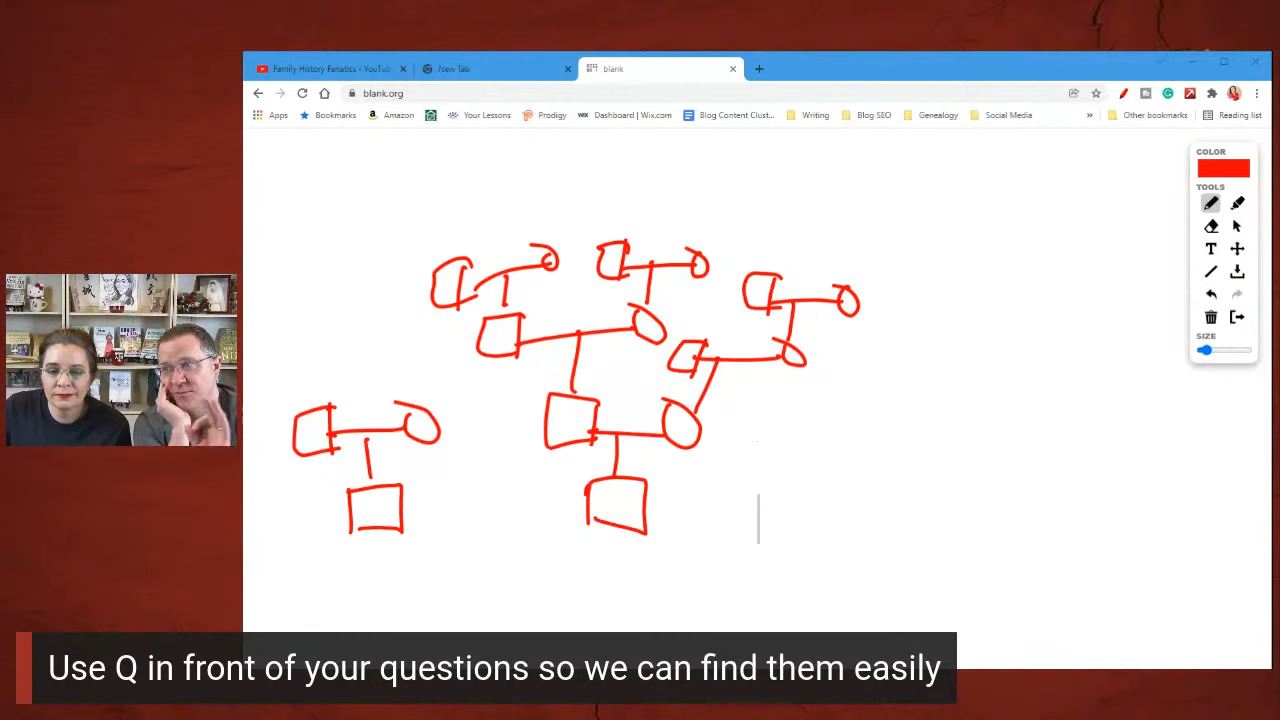 Family History Fanatics - YouTu
New Tab
blank
blank.org
Apps
Bookmarks
Amazon
Your Lessons
Prodigy
Dashboard | Wix.com
Blog Content Clust...
Writing
Blog SEO
Genealogy
Social Media
»
Other bookmarks
Reading list
COLOR
TOOLS
T
SIZE
Use Q in front of your questions so we can find them easily